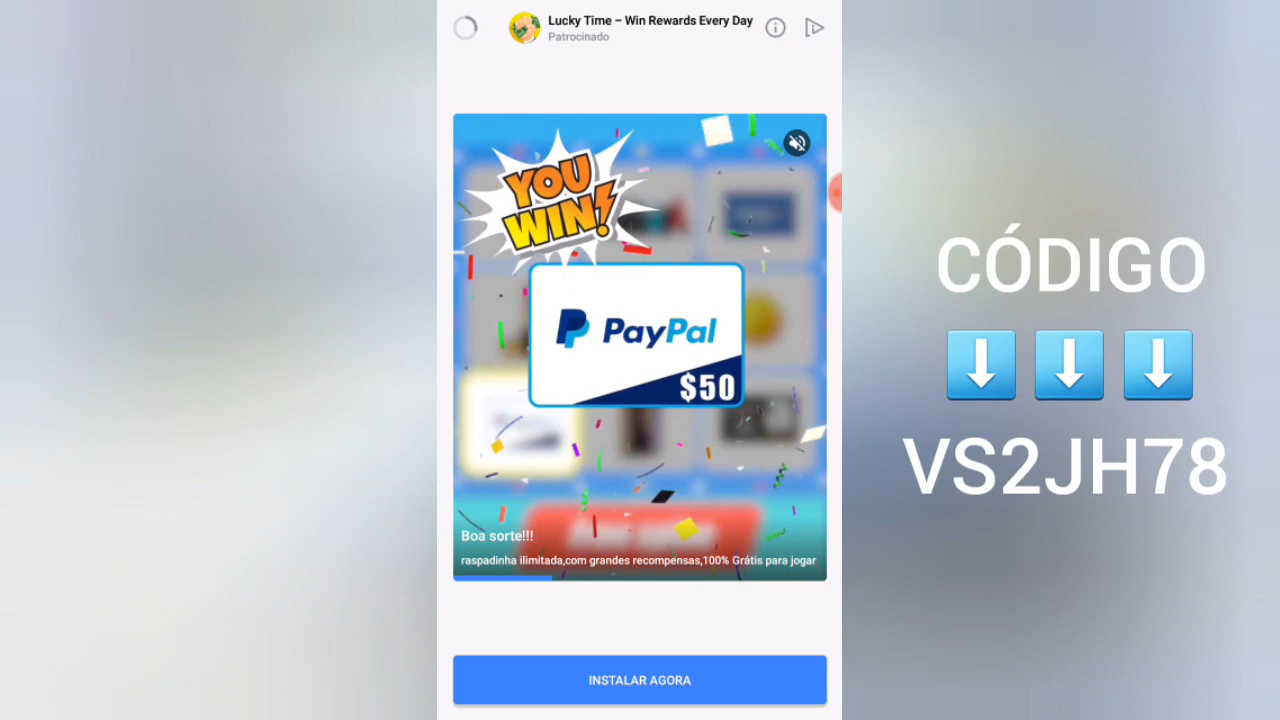 Lucky Time – Win Rewards Every Day
Patrocinado
YOU
WIN!
PayPal
$50
Boa sorte!!!
raspadinha ilimitada,com grandes recompensas,100% Grátis para jogar
INSTALAR AGORA
CÓDIGO
VS2JH78